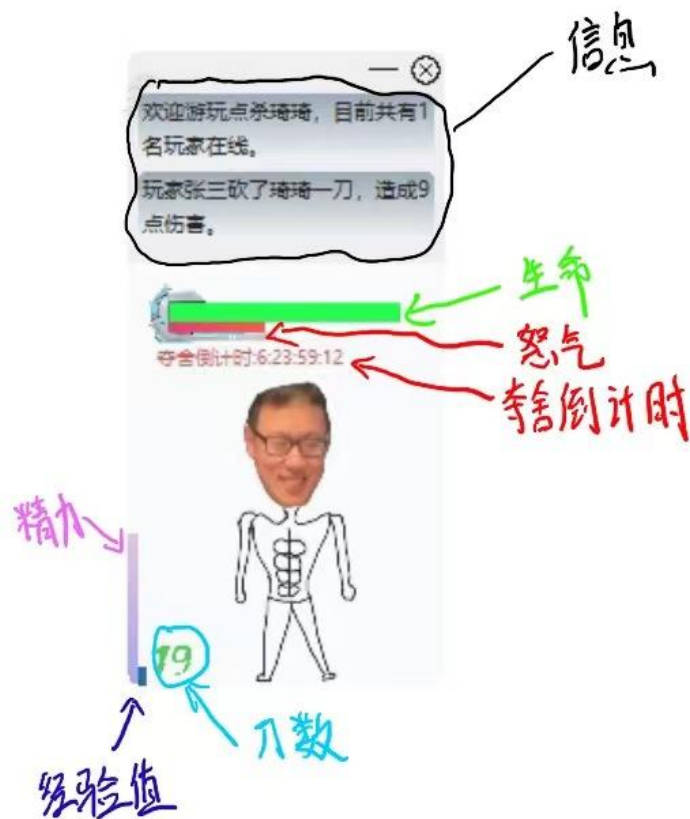 信息
欢迎游玩点杀琦琦，目前共有1
名玩家在线。
玩家张三砍了琦琦一刀，造成9
点伤害。
生命
怒气
夺舍倒计时:6:23:59:12
夺舍倒计时
精力
19
刀数
经验值